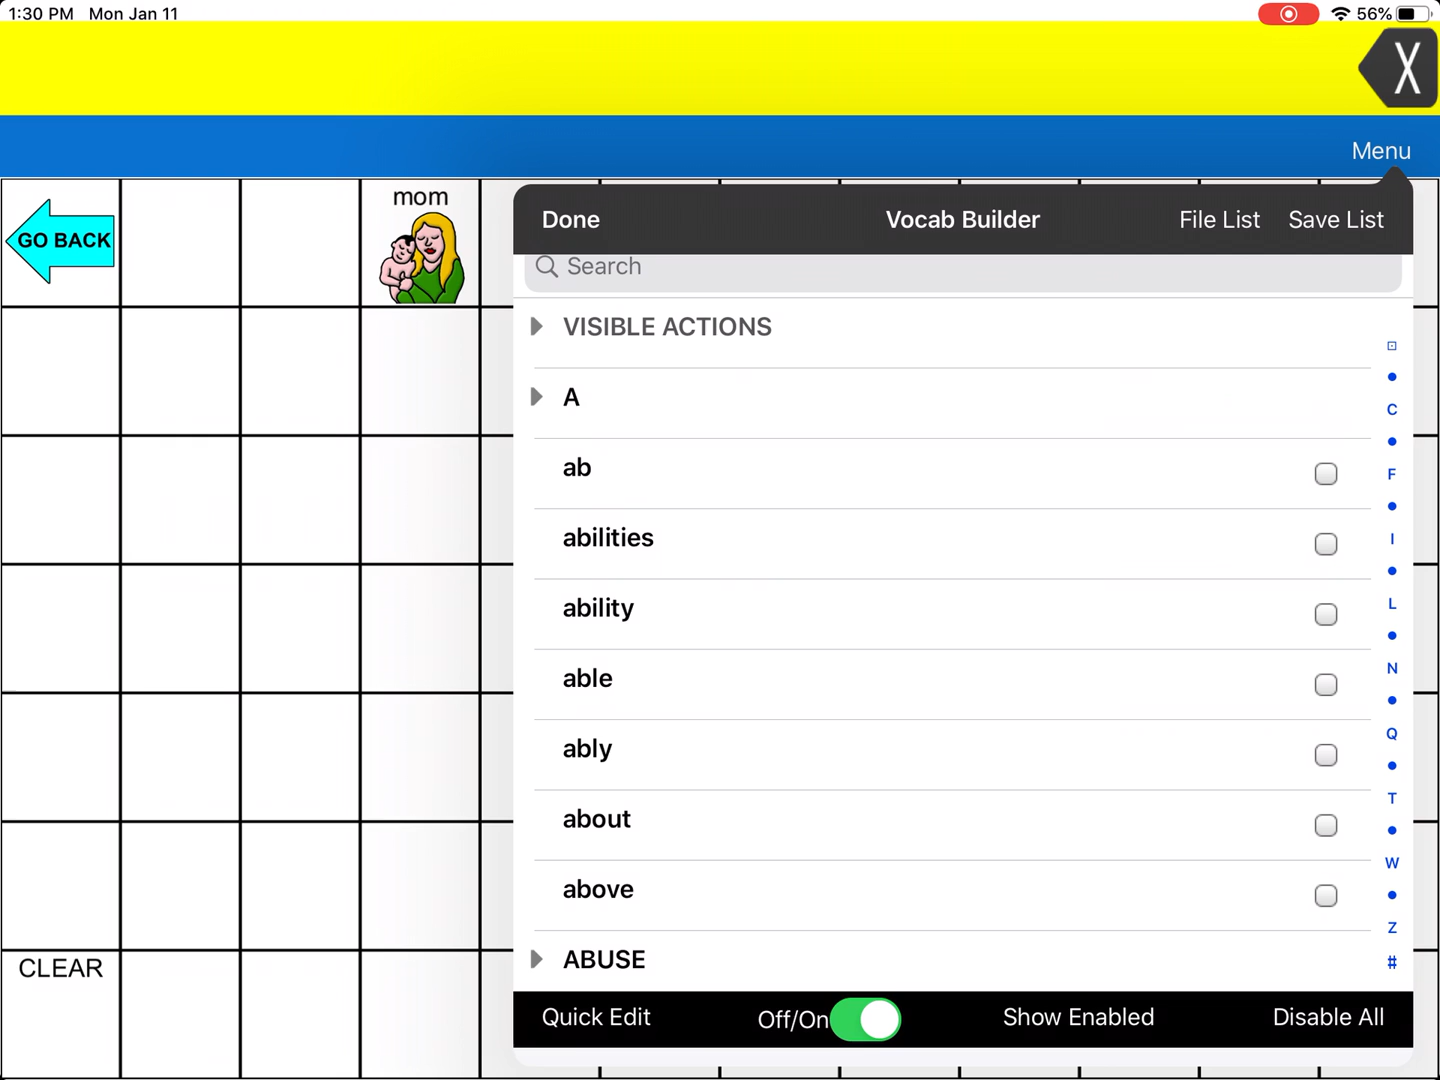 1:30 PM Mon Jan 11
56%
X
Menu
GO BACK
mom
Done
Vocab Builder
File List
Save List
Search
VISIBLE ACTIONS
A
ab
abilities
ability
able
ably
about
above
ABUSE
C
F
I
L
N
Q
T
W
Z
#
CLEAR
Quick Edit
Off/On
Show Enabled
Disable All